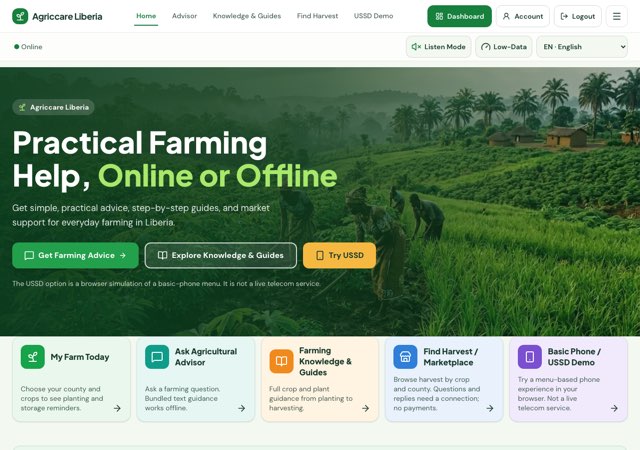 Agriccare Liberia
Home
Advisor
Knowledge & Guides
Find Harvest
USSD Demo
Dashboard
Account
Logout
Online
Listen Mode
Low-Data
EN · English
Agriccare Liberia
Practical Farming
Help, Online or Offline
Get simple, practical advice, step-by-step guides, and market
support for everyday farming in Liberia.
Get Farming Advice →
Explore Knowledge & Guides
Try USSD
The USSD option is a browser simulation of a basic-phone menu. It is not a live telecom service.
My Farm Today
Choose your county and
crops to see planting and
storage reminders.
Ask Agricultural
Advisor
Ask a farming question.
Bundled text guidance
works offline.
Farming
Knowledge &
Guides
Full crop and plant
guidance from planting to
harvesting.
Find Harvest /
Marketplace
Browse harvest by crop
and county. Questions and
replies need a connection;
no payments.
Basic Phone /
USSD Demo
Try a menu-based phone
experience in your
browser. Not a live
telecom service.